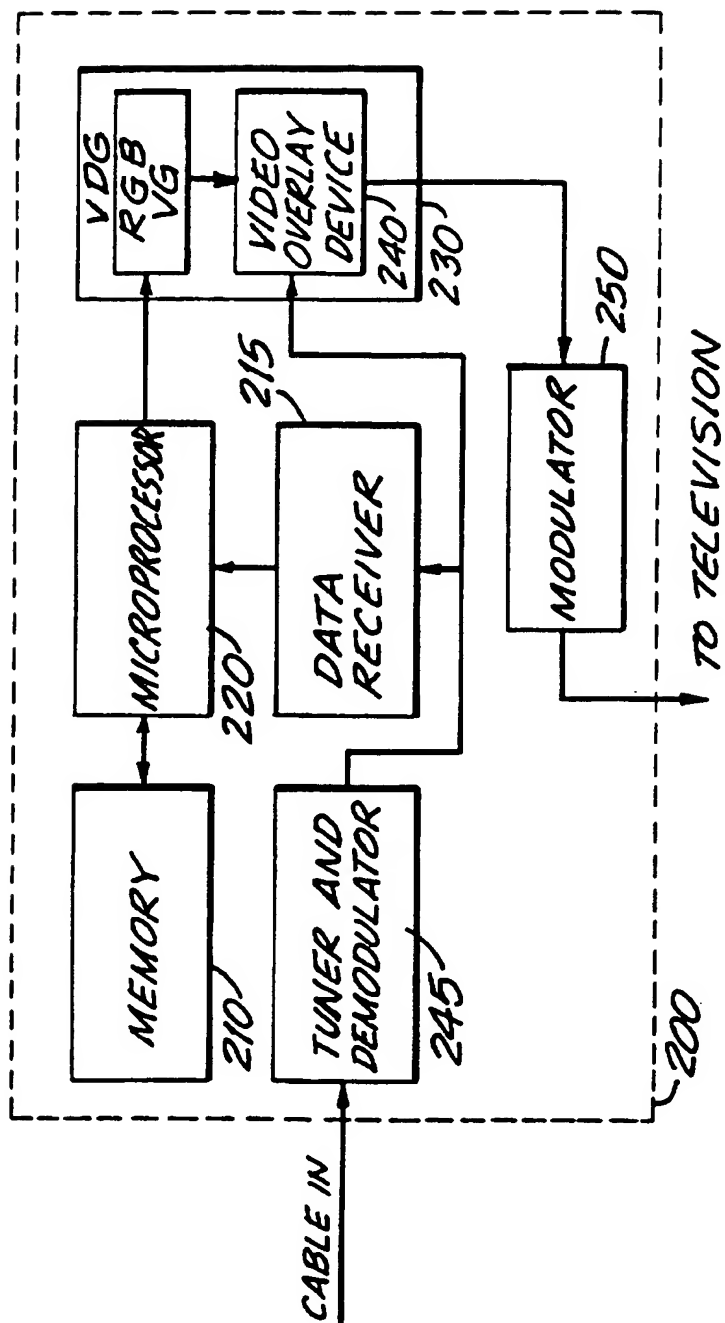 CABLE IN
MEMORY
210
TUNER AND
DEMODULATOR
245
MICROPROCESSOR
220
DATA
RECEIVER
215
VDG
RGB
VG
VIDEO
OVERLAY
DEVICE
240
230
MODULATOR
250
TO TELEVISION
200